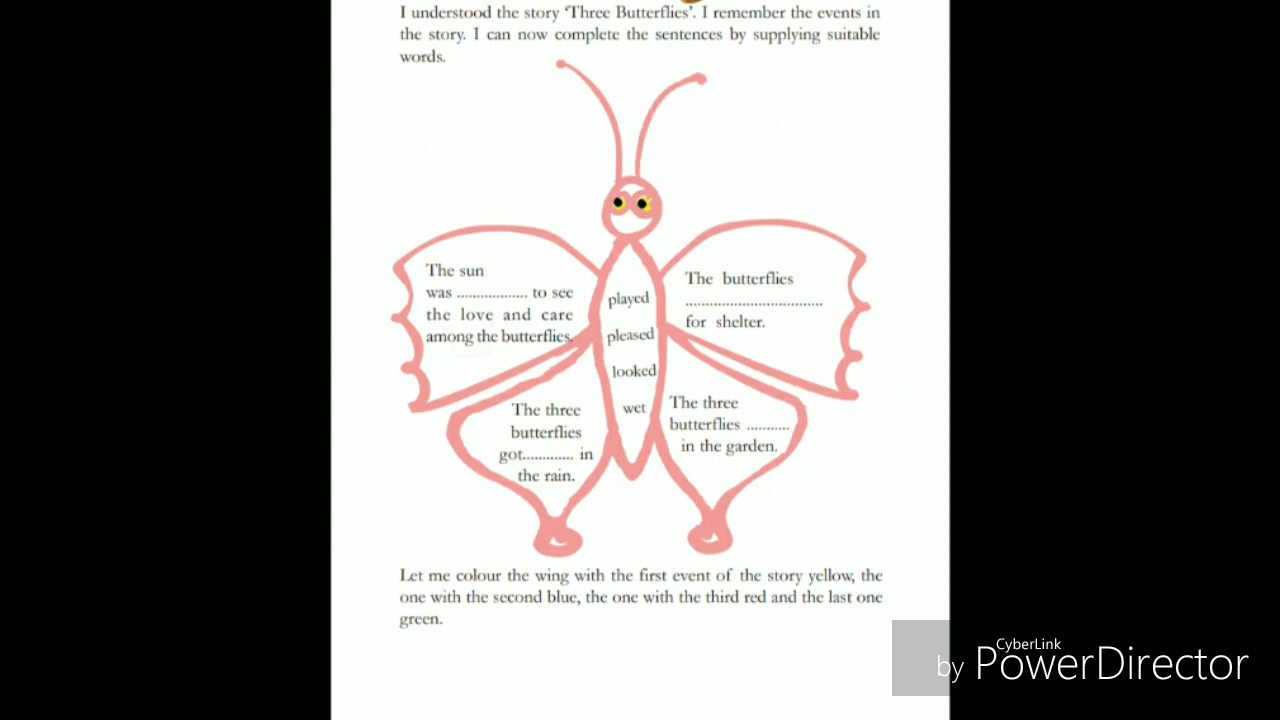 I understood the story ‘Three Butterflies’. I remember the events in
the story. I can now complete the sentences by supplying suitable
words.
The sun
was .................. to see
the love and care
among the butterflies.
played
pleased
looked
wet
The butterflies
...................................
for shelter.
The three
butterflies
got............. in
the rain.
The three
butterflies ...........
in the garden.
Let me colour the wing with the first event of the story yellow, the
one with the second blue, the one with the third red and the last one
green.
CyberLink
by PowerDirector